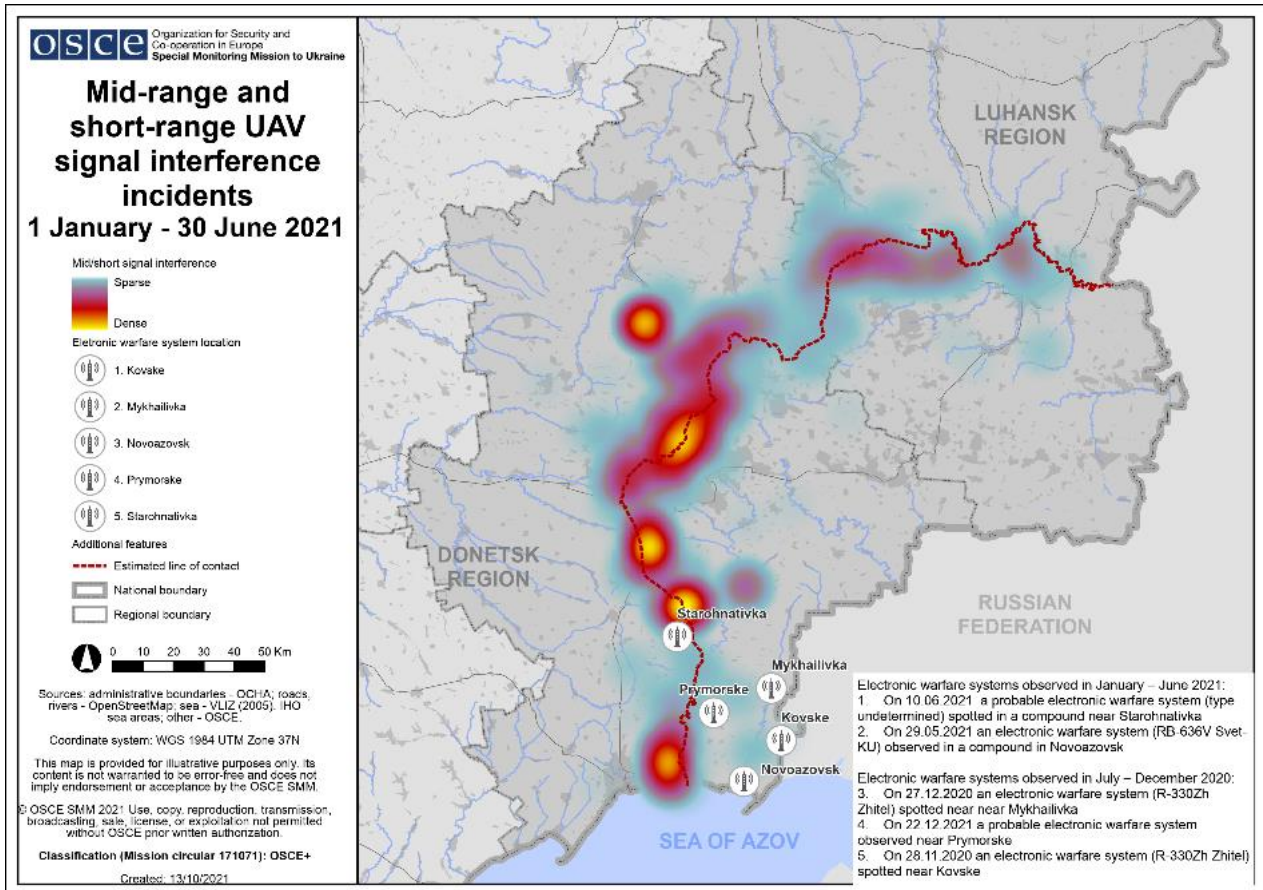 OSCE Organization for Security and
Co-operation in Europe
Special Monitoring Mission to Ukraine
Mid-range and
short-range UAV
signal interference
incidents
1 January - 30 June 2021
Mid/short signal interference
Sparse
Dense
Eletronic warfare system location
1. Kovske
2. Mykhailivka
3. Novoazovsk
4. Prymorske
5. Starohnativka
Additional features
Estimated line of contact
National boundary
Regional boundary
0 10 20 30 40 50 Km
Sources: administrative boundaries - OCHA; roads,
rivers - OpenStreetMap; sea - VLIZ (2005). IHO
sea areas; other - OSCE.
Coordinate system: WGS 1984 UTM Zone 37N
This map is provided for illustrative purposes only. Its
content is not warranted to be error-free and does not
imply endorsement or acceptance by the OSCE SMM.
© OSCE SMM 2021 Use, copy, reproduction, transmission,
broadcasting, sale, license, or exploitation not permitted
without OSCE prior written authorization.
Classification (Mission circular 171071): OSCE+
Created: 13/10/2021
LUHANSK
REGION
DONETSK
REGION
RUSSIAN
FEDERATION
Starohnativka
Mykhailivka
Prymorske
Kovske
Novoazovsk
SEA OF AZOV
Electronic warfare systems observed in January – June 2021:
1. On 10.06.2021 a probable electronic warfare system (type
undetermined) spotted in a compound near Starohnativka
2. On 29.05.2021 an electronic warfare system (RB-636V Svet-
KU) observed in a compound in Novoazovsk
Electronic warfare systems observed in July – December 2020:
3. On 27.12.2020 an electronic warfare system (R-330Zh
Zhitel) spotted near near Mykhailivka
4. On 22.12.2021 a probable electronic warfare system
observed near Prymorske
5. On 28.11.2020 an electronic warfare system (R-330Zh Zhitel)
spotted near Kovske